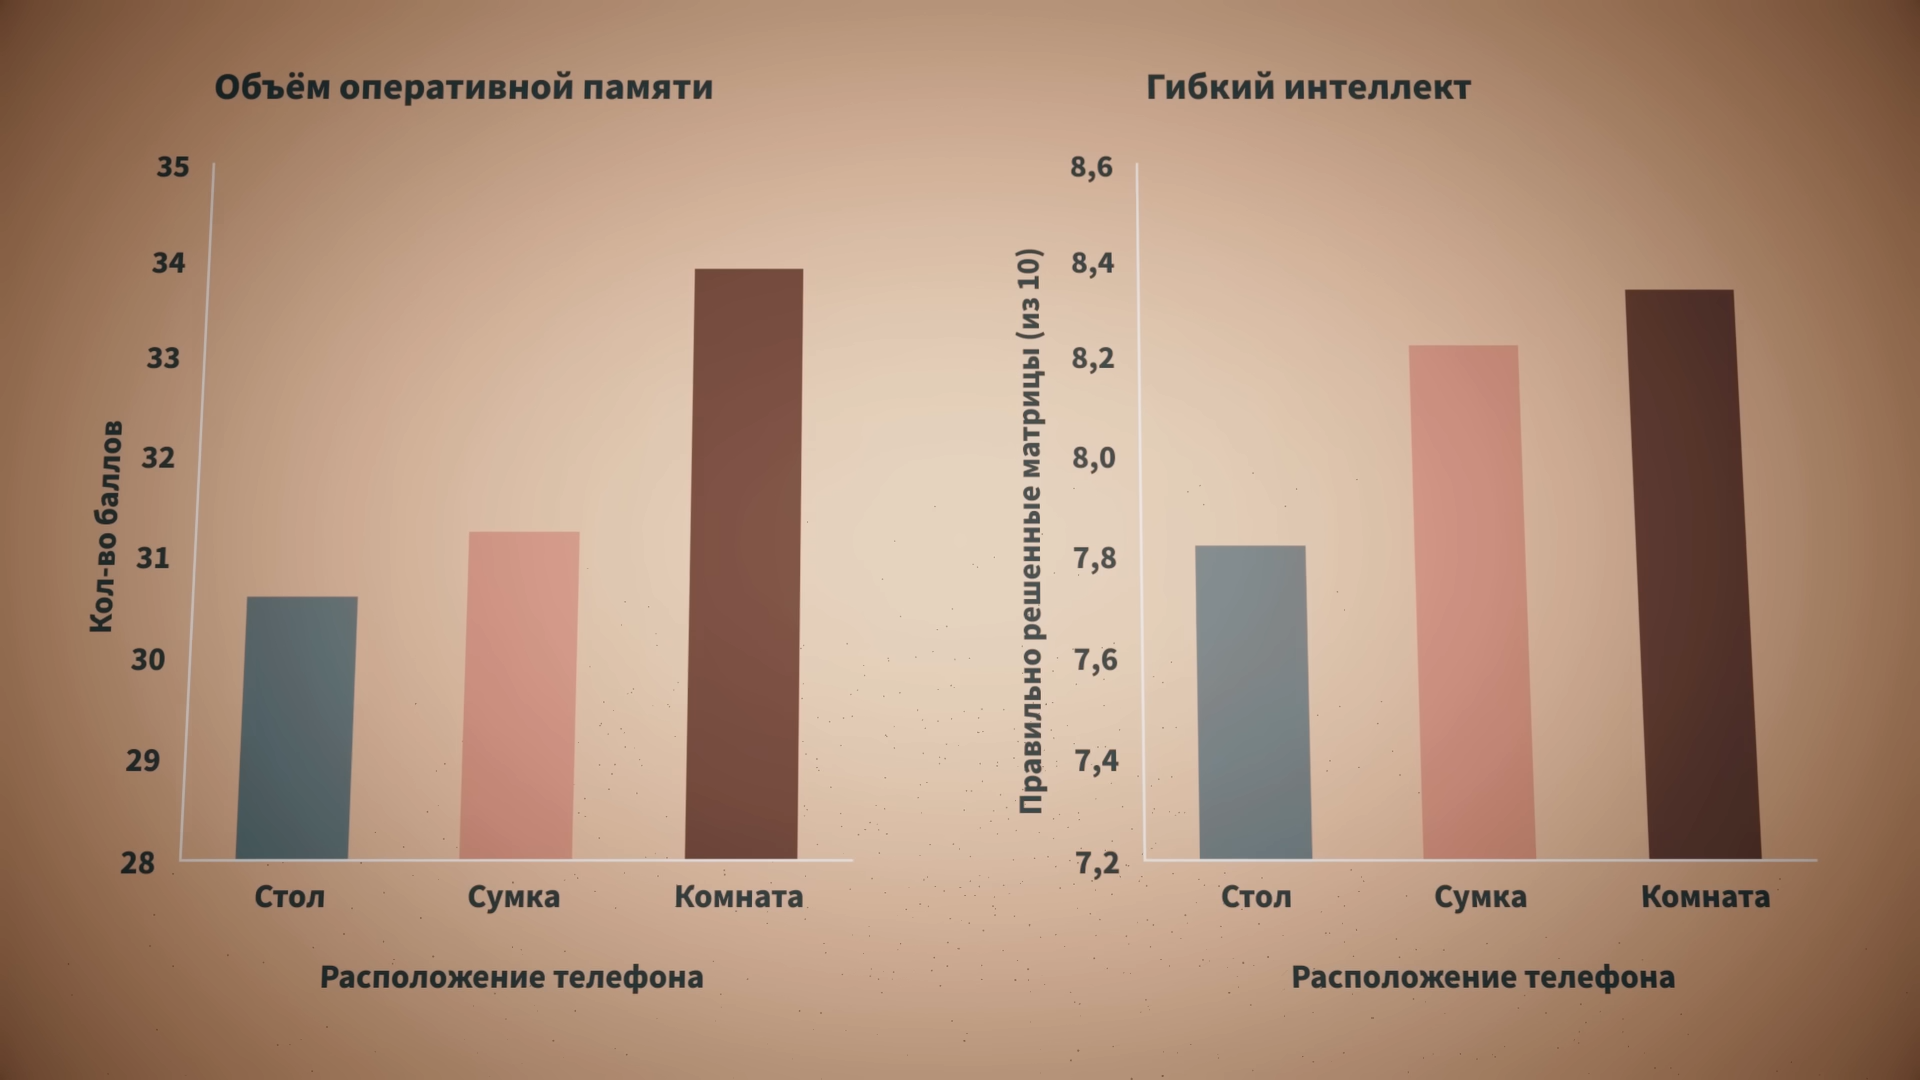 Объём оперативной памяти
Кол-во баллов
35
34
33
32
31
30
29
28
Стол Сумка Комната
Расположение телефона
Гибкий интеллект
Правильно решенные матрицы (из 10)
8,6
8,4
8,2
8,0
7,8
7,6
7,4
7,2
Стол Сумка Комната
Расположение телефона